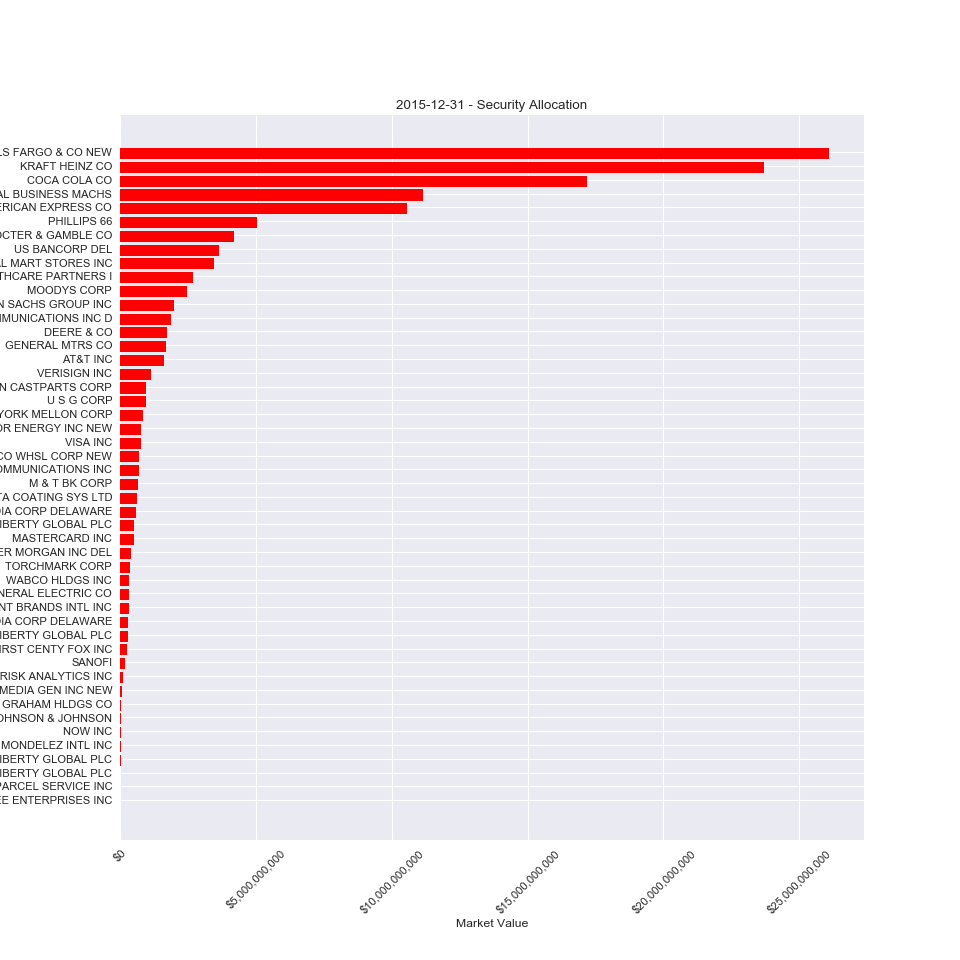 2015-12-31 - Security Allocation
LS FARGO & CO NEW
KRAFT HEINZ CO
COCA COLA CO
AL BUSINESS MACHS
ERICAN EXPRESS CO
PHILLIPS 66
OCTER & GAMBLE CO
US BANCORP DEL
AL MART STORES INC
THCARE PARTNERS I
MOODYS CORP
N SACHS GROUP INC
MMUNICATIONS INC D
DEERE & CO
GENERAL MTRS CO
AT&T INC
VERISIGN INC
N CASTPARTS CORP
U S G CORP
YORK MELLON CORP
OR ENERGY INC NEW
VISA INC
CO WHSL CORP NEW
OMMUNICATIONS INC
M & T BK CORP
TA COATING SYS LTD
DIA CORP DELAWARE
IBERTY GLOBAL PLC
MASTERCARD INC
ER MORGAN INC DEL
TORCHMARK CORP
WABCO HLDGS INC
NERAL ELECTRIC CO
NT BRANDS INTL INC
DIA CORP DELAWARE
IBERTY GLOBAL PLC
IRST CENTY FOX INC
SANOFI
RISK ANALYTICS INC
MEDIA GEN INC NEW
GRAHAM HLDGS CO
OHNSON & JOHNSON
NOW INC
MONDELEZ INTL INC
IBERTY GLOBAL PLC
IBERTY GLOBAL PLC
PARCEL SERVICE INC
EE ENTERPRISES INC
$0
$5,000,000,000
$10,000,000,000
$15,000,000,000
$20,000,000,000
$25,000,000,000
Market Value